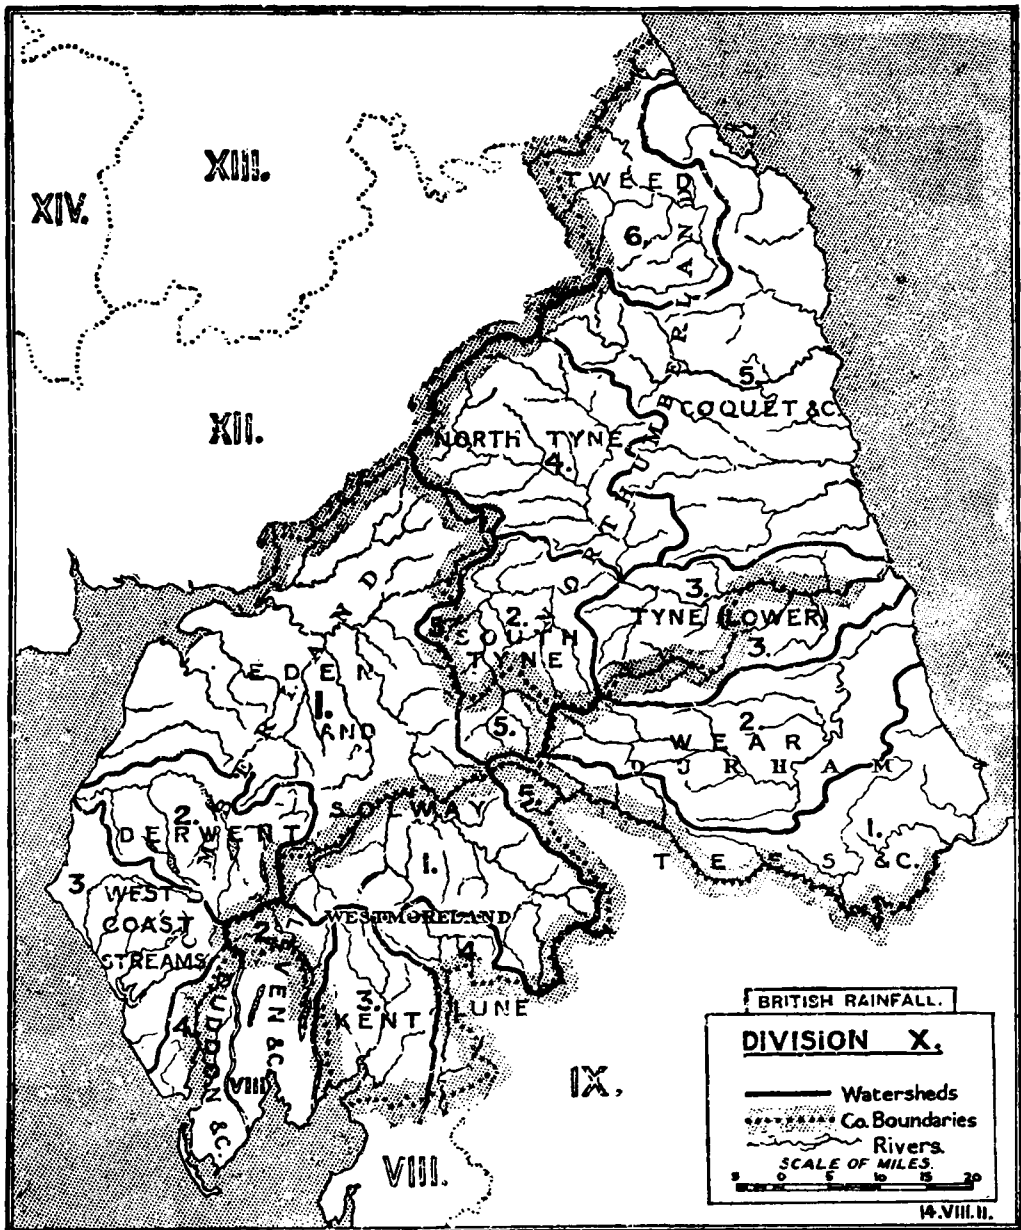 XIII.
XIV.
XII.
TWEED
6.
NORTHUMBERLAND
5.
COQUET &C.
NORTH TYNE
4.
3.
TYNE (LOWER)
3.
2.
SOUTH
TYNE
5.
5.
2.
WEAR
DURHAM
5.
1.
TEES &C.
CUMBERLAND
EDEN
1.
AND
SOLWAY
2.
DERWENT
3.
WEST
COAST
STREAMS
1.
WESTMORELAND
2.
LEVEN &C.
4.
DUDDON &C.
3.
KENT
4.
LUNE
VIII
VIII.
IX.
BRITISH RAINFALL.
DIVISION X.
Watersheds
Co. Boundaries
Rivers.
SCALE OF MILES.
5 0 5 10 15 20
14.VIII.11.